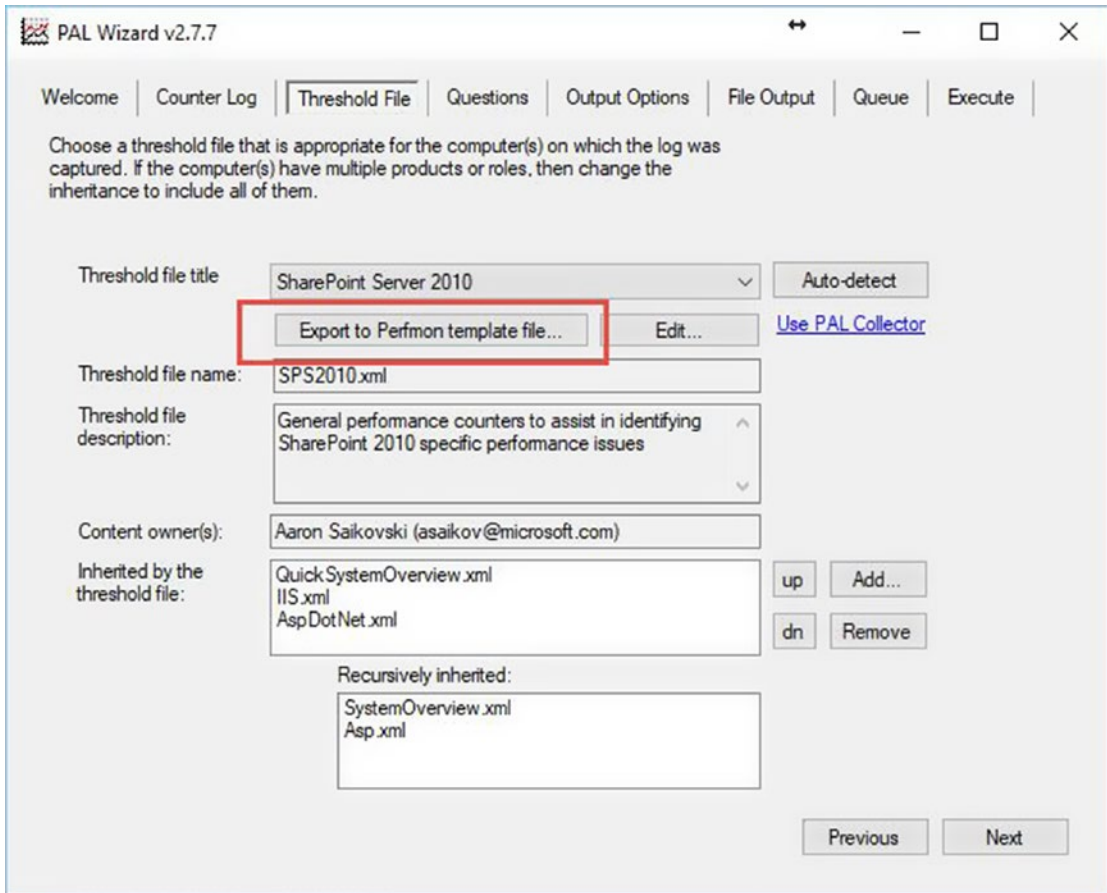 PAL Wizard v2.7.7
Welcome Counter Log Threshold File Questions Output Options File Output Queue Execute
Choose a threshold file that is appropriate for the computer(s) on which the log was
captured. If the computer(s) have multiple products or roles, then change the
inheritance to include all of them.
Threshold file title SharePoint Server 2010 Auto-detect
Export to Perfmon template file... Edit... Use PAL Collector
Threshold file name: SPS2010.xml
Threshold file
description:
General performance counters to assist in identifying
SharePoint 2010 specific performance issues
Content owner(s): Aaron Saikovski (asaikov@microsoft.com)
Inherited by the
threshold file:
QuickSystemOverview.xml
IIS.xml
AspDotNet.xml
up Add...
dn Remove
Recursively inherited:
SystemOverview.xml
Asp.xml
Previous Next